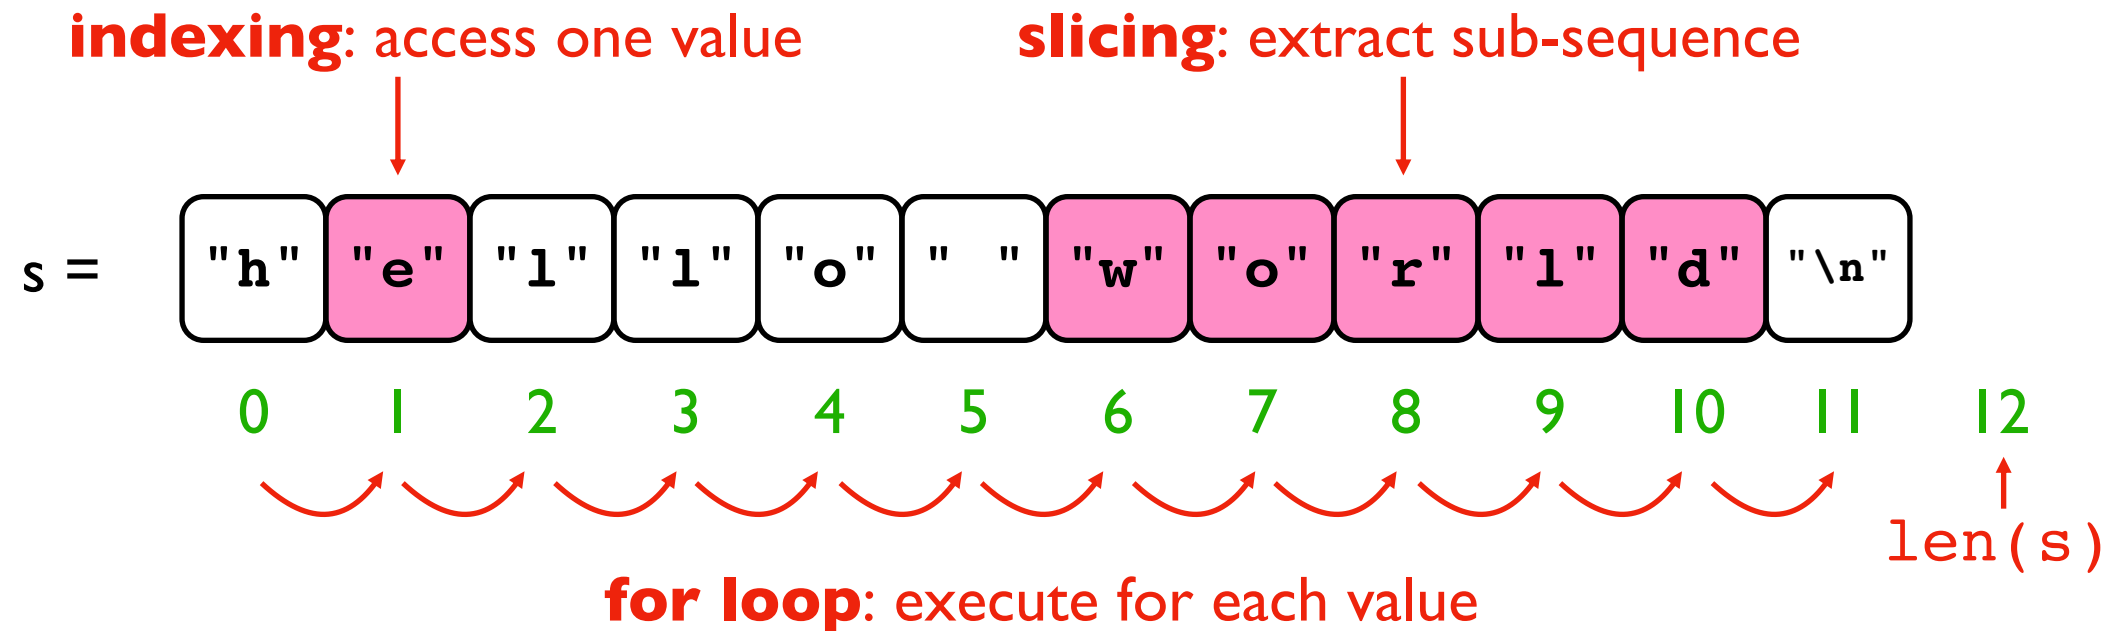 indexing: access one value slicing: extract sub-sequence
s = "h" "e" "l" "l" "o" " " "w" "o" "r" "l" "d" "\n"
0 1 2 3 4 5 6 7 8 9 10 11 12
len(s)
for loop: execute for each value